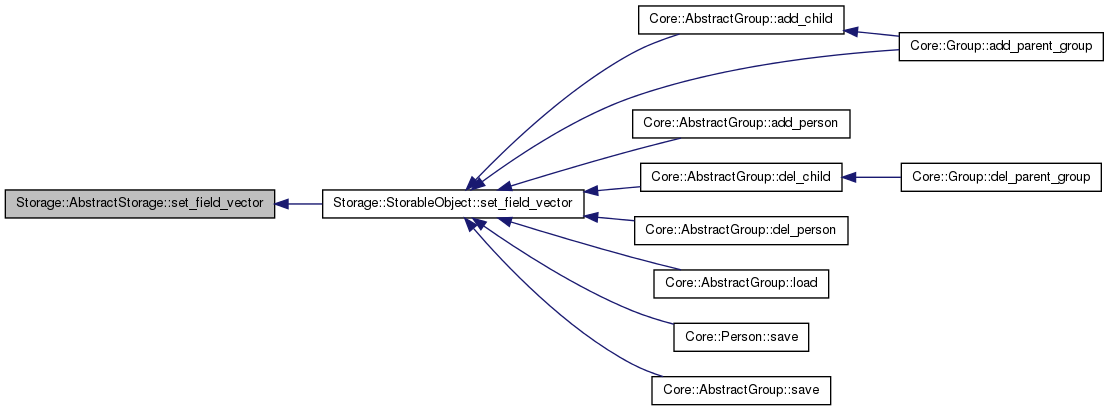 Core::AbstractGroup::add_child
Core::Group::add_parent_group
Core::AbstractGroup::add_person
Core::AbstractGroup::del_child
Core::Group::del_parent_group
Storage::AbstractStorage::set_field_vector
Storage::StorableObject::set_field_vector
Core::AbstractGroup::del_person
Core::AbstractGroup::load
Core::Person::save
Core::AbstractGroup::save